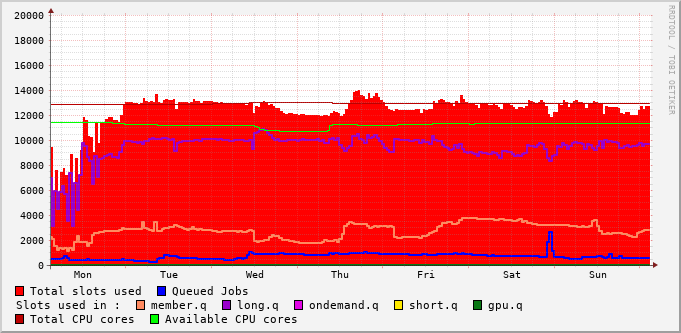 RRDTOOL / TOBI OETIKER
20000
18000
16000
14000
12000
10000
8000
6000
4000
2000
0
Mon Tue Wed Thu Fri Sat Sun
Total slots used Queued Jobs
Slots used in : member.q long.q ondemand.q short.q gpu.q
Total CPU cores Available CPU cores